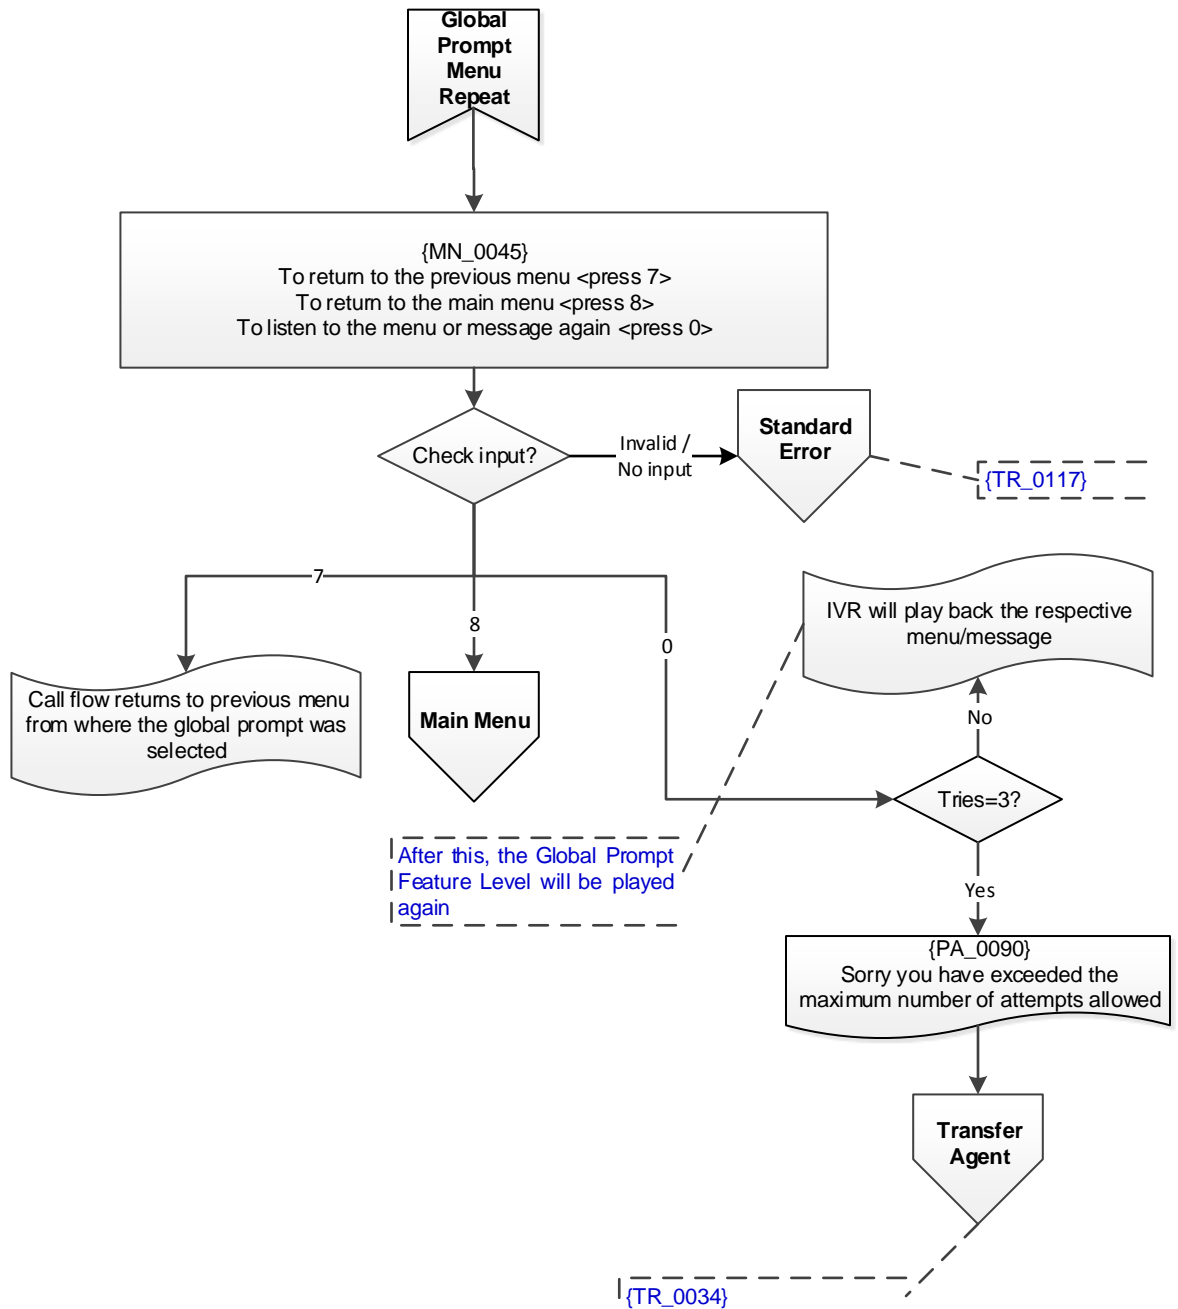 Global
Prompt
Menu
Repeat
{MN_0045}
To return to the previous menu <press 7>
To return to the main menu <press 8>
To listen to the menu or message again <press 0>
Check input?
Invalid /
No input
Standard
Error
{TR_0117}
7
8
0
IVR will play back the respective
menu/message
Call flow returns to previous menu
from where the global prompt was
selected
Main Menu
No
Tries=3?
After this, the Global Prompt
Feature Level will be played
again
Yes
{PA_0090}
Sorry you have exceeded the
maximum number of attempts allowed
Transfer
Agent
{TR_0034}